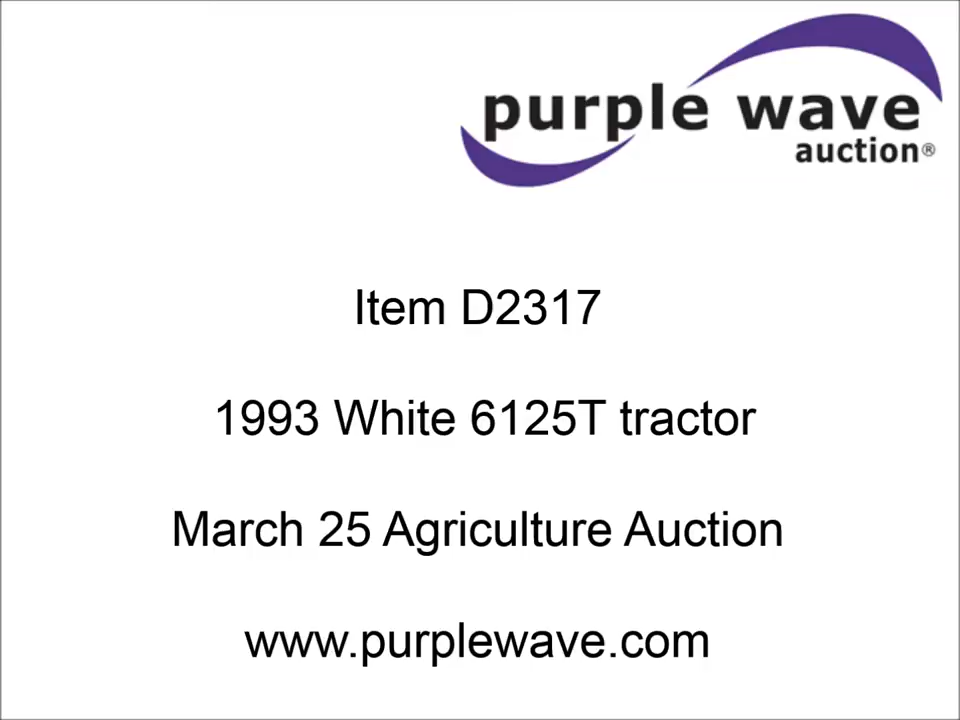 purple wave
auction®
Item D2317
1993 White 6125T tractor
March 25 Agriculture Auction
www.purplewave.com